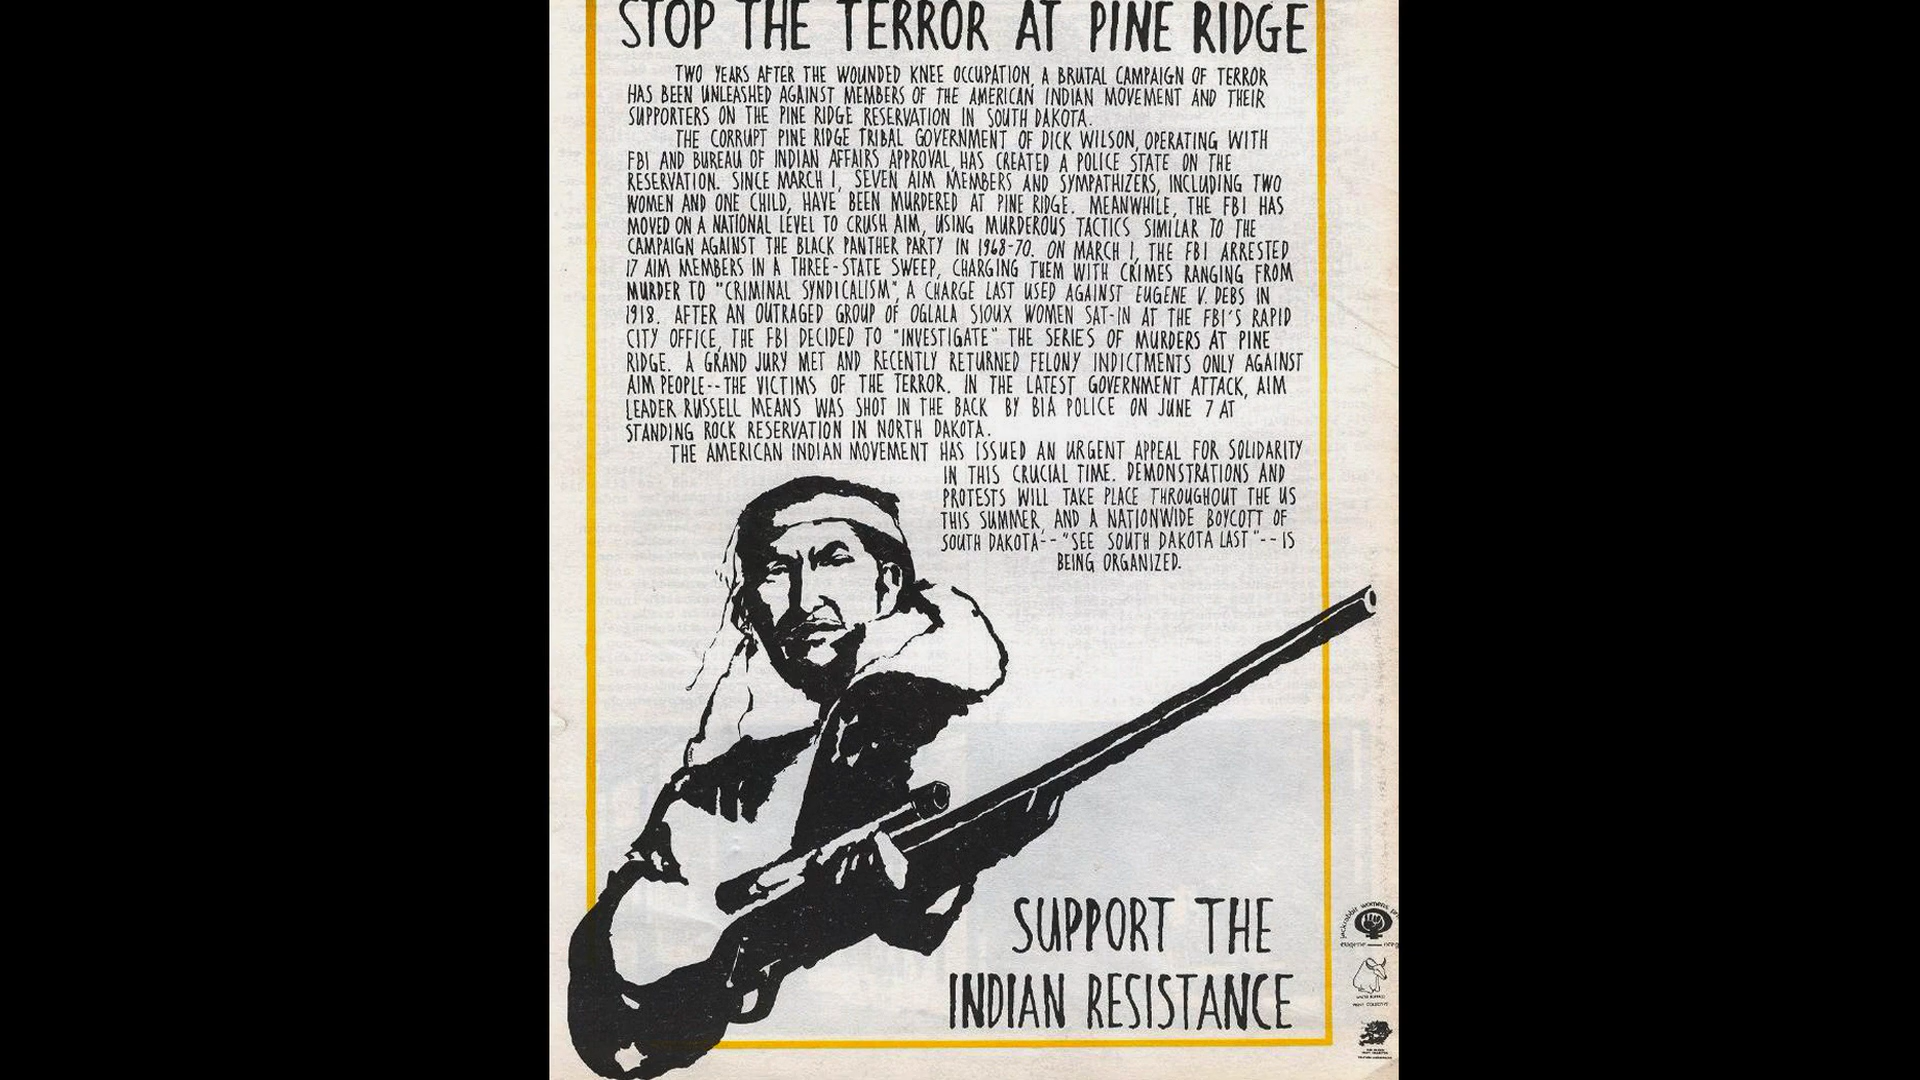 STOP THE TERROR AT PINE RIDGE
TWO YEARS AFTER THE WOUNDED KNEE OCCUPATION, A BRUTAL CAMPAIGN OF TERROR
HAS BEEN UNLEASHED AGAINST MEMBERS OF THE AMERICAN INDIAN MOVEMENT AND THEIR
SUPPORTERS ON THE PINE RIDGE RESERVATION IN SOUTH DAKOTA.
THE CORRUPT PINE RIDGE TRIBAL GOVERNMENT OF DICK WILSON, OPERATING WITH
FBI AND BUREAU OF INDIAN AFFAIRS APPROVAL, HAS CREATED A POLICE STATE ON THE
RESERVATION. SINCE MARCH 1, SEVEN AIM MEMBERS AND SYMPATHIZERS, INCLUDING TWO
WOMEN AND ONE CHILD, HAVE BEEN MURDERED AT PINE RIDGE. MEANWHILE, THE FBI HAS
MOVED ON A NATIONAL LEVEL TO CRUSH AIM, USING MURDEROUS TACTICS SIMILAR TO THE
CAMPAIGN AGAINST THE BLACK PANTHER PARTY IN 1968-70. ON MARCH 1, THE FBI ARRESTED
17 AIM MEMBERS IN A THREE-STATE SWEEP, CHARGING THEM WITH CRIMES RANGING FROM
MURDER TO "CRIMINAL SYNDICALISM", A CHARGE LAST USED AGAINST EUGENE V. DEBS IN
1918. AFTER AN OUTRAGED GROUP OF OGLALA SIOUX WOMEN SAT-IN AT THE FBI'S RAPID
CITY OFFICE, THE FBI DECIDED TO "INVESTIGATE" THE SERIES OF MURDERS AT PINE
RIDGE. A GRAND JURY MET AND RECENTLY RETURNED FELONY INDICTMENTS ONLY AGAINST
AIM PEOPLE--THE VICTIMS OF THE TERROR. IN THE LATEST GOVERNMENT ATTACK, AIM
LEADER RUSSELL MEANS WAS SHOT IN THE BACK BY BIA POLICE ON JUNE 7 AT
STANDING ROCK RESERVATION IN NORTH DAKOTA.
THE AMERICAN INDIAN MOVEMENT HAS ISSUED AN URGENT APPEAL FOR SOLIDARITY
IN THIS CRUCIAL TIME. DEMONSTRATIONS AND
PROTESTS WILL TAKE PLACE THROUGHOUT THE US
THIS SUMMER, AND A NATIONWIDE BOYCOTT OF
SOUTH DAKOTA--"SEE SOUTH DAKOTA LAST"--IS
BEING ORGANIZED.
SUPPORT THE
INDIAN RESISTANCE
jackrabbit womens
eugene